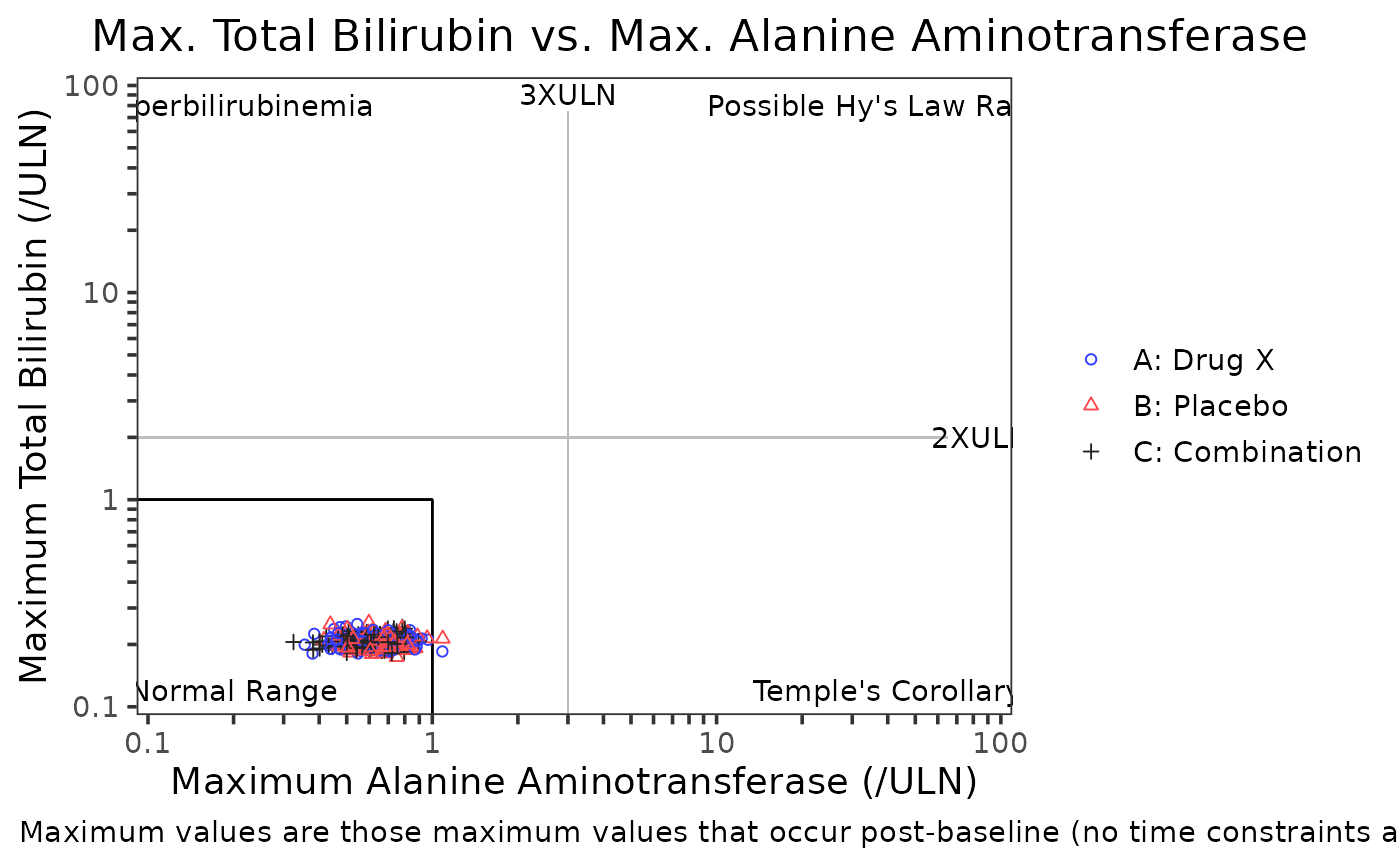 Max. Total Bilirubin vs. Max. Alanine Aminotransferase
100
10
1
0.1
Maximum Total Bilirubin (/ULN)
perbilirubinemia
3XULN
Possible Hy's Law Ra
2XULN
Normal Range
Temple's Corollary
0.1
1
10
100
Maximum Alanine Aminotransferase (/ULN)
A: Drug X
B: Placebo
C: Combination
Maximum values are those maximum values that occur post-baseline (no time constraints a